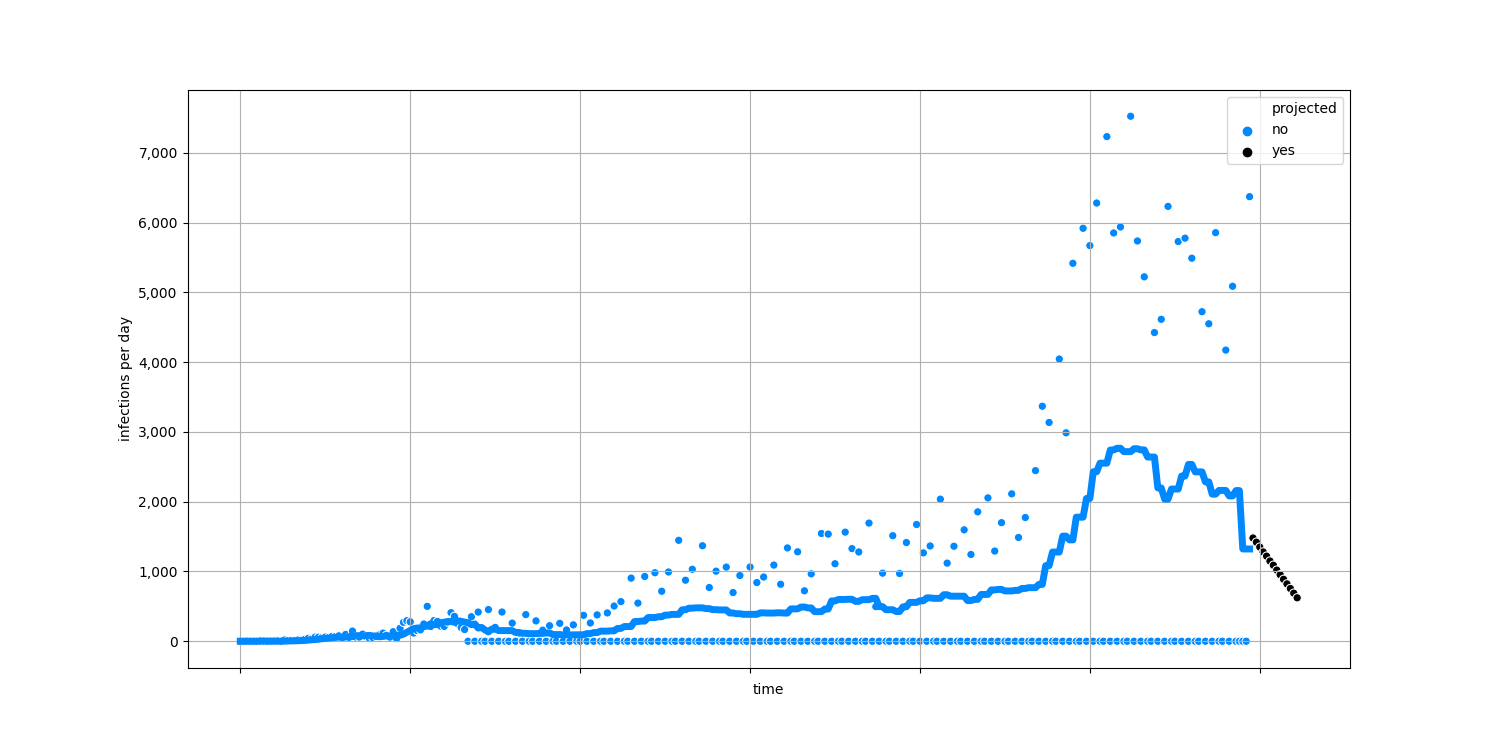 projected
no
yes
7,000
6,000
5,000
4,000
3,000
2,000
1,000
0
infections per day
time